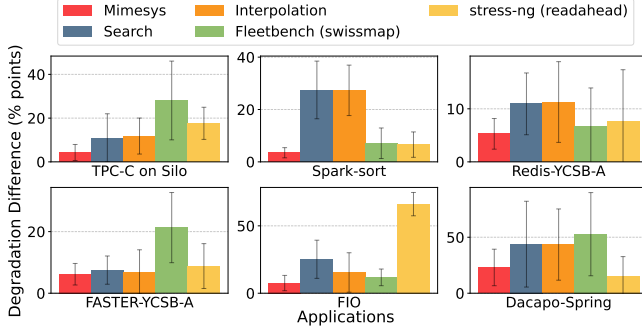 Mimesys
Interpolation
stress-ng (readahead)
Search
Fleetbench (swissmap)
Degradation Difference (% points)
40
20
0
TPC-C on Silo
40
20
0
Spark-sort
10
0
Redis-YCSB-A
20
0
FASTER-YCSB-A
50
0
FIO
50
0
Dacapo-Spring
Applications